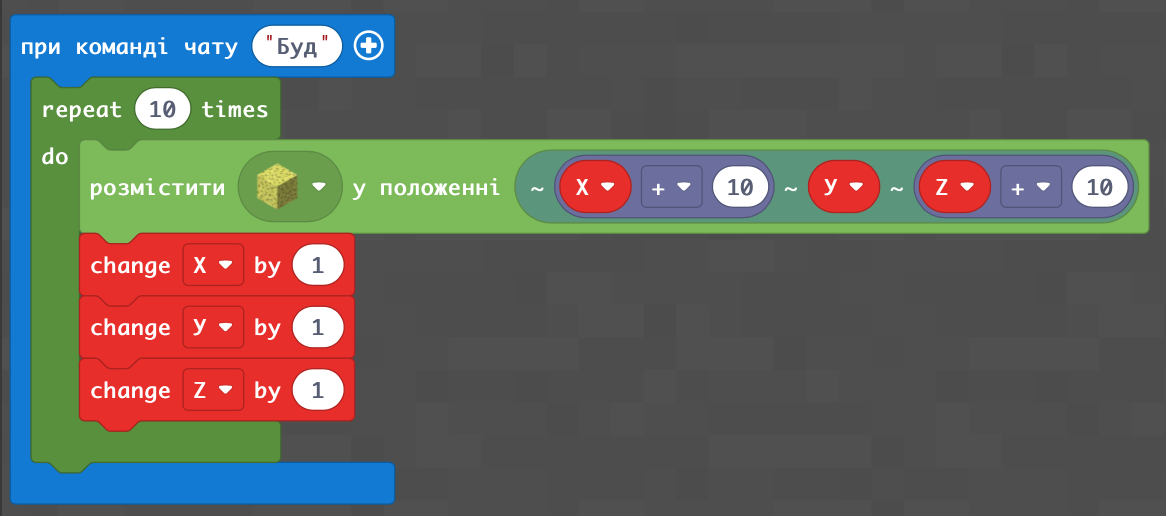 при команді чату "Буд"
repeat 10 times
do
розмістити у положенні ~ X + 10 ~ У ~ Z + 10
change X by 1
change У by 1
change Z by 1